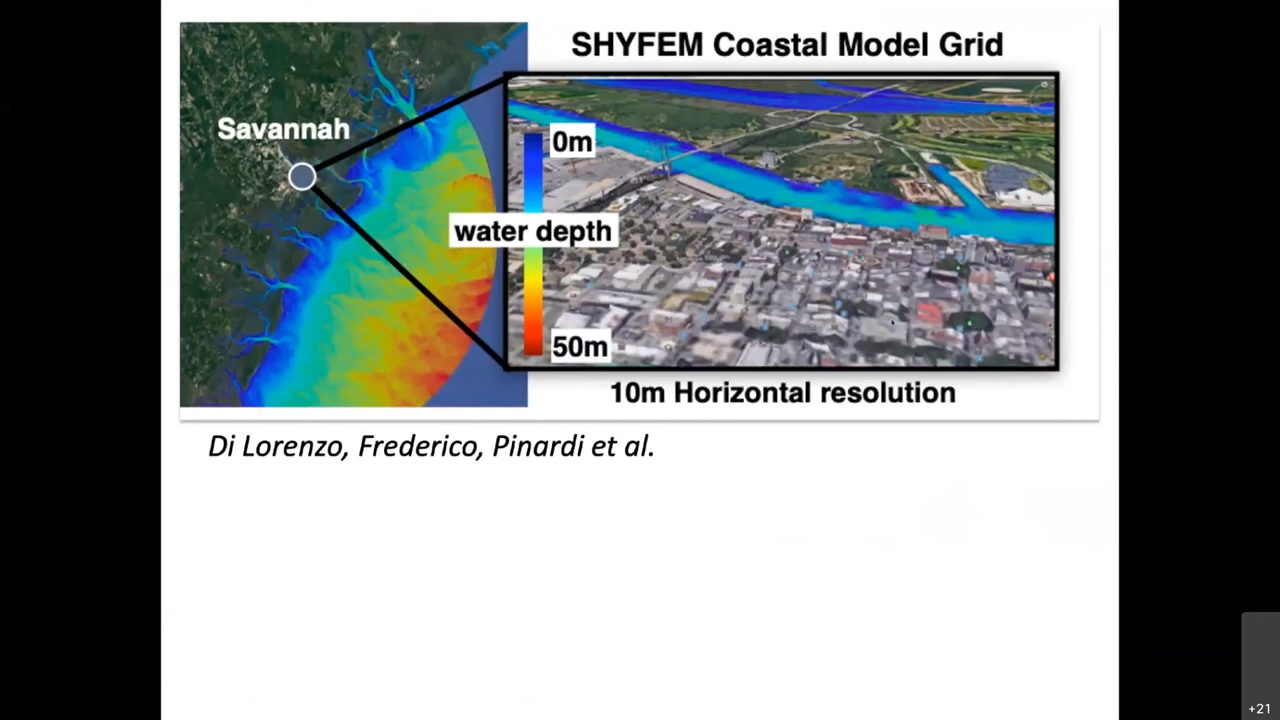 SHYFEM Coastal Model Grid
Savannah
0m
water depth
50m
10m Horizontal resolution
Di Lorenzo, Frederico, Pinardi et al.
+21